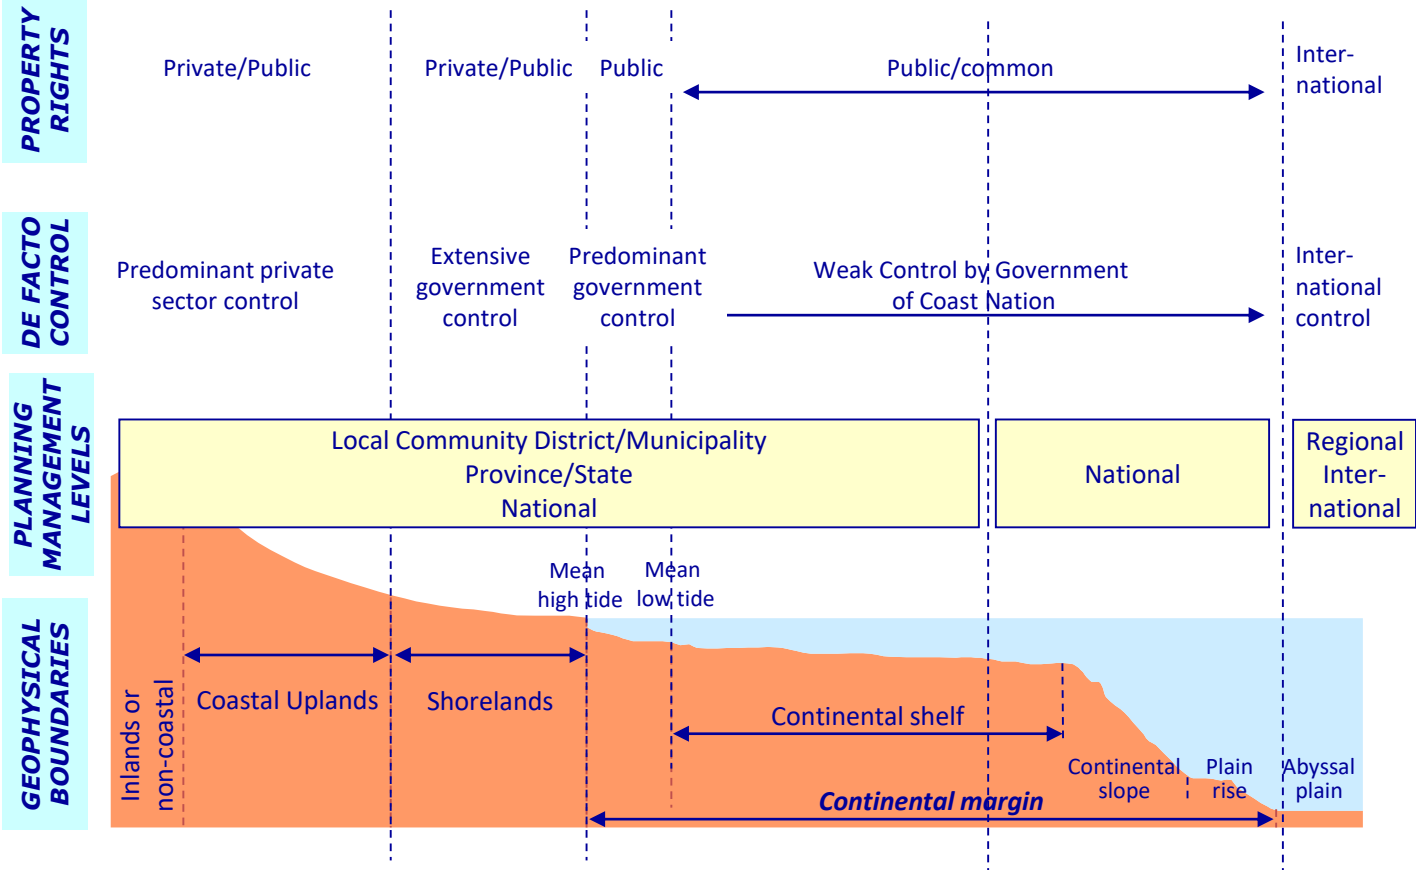 PROPERTY
RIGHTS
Private/Public
Private/Public
Public
Public/common
Inter-
national
DE FACTO
CONTROL
Predominant private
sector control
Extensive
government
control
Predominant
government
control
Weak Control by Government
of Coast Nation
Inter-
national
control
PLANNING
MANAGEMENT
LEVELS
Local Community District/Municipality
Province/State
National
National
Regional
Inter-
national
GEOPHYSICAL
BOUNDARIES
Mean
high tide
Mean
low tide
Inlands or
non-coastal
Coastal Uplands
Shorelands
Continental shelf
Continental
slope
Plain
rise
Abyssal
plain
Continental margin